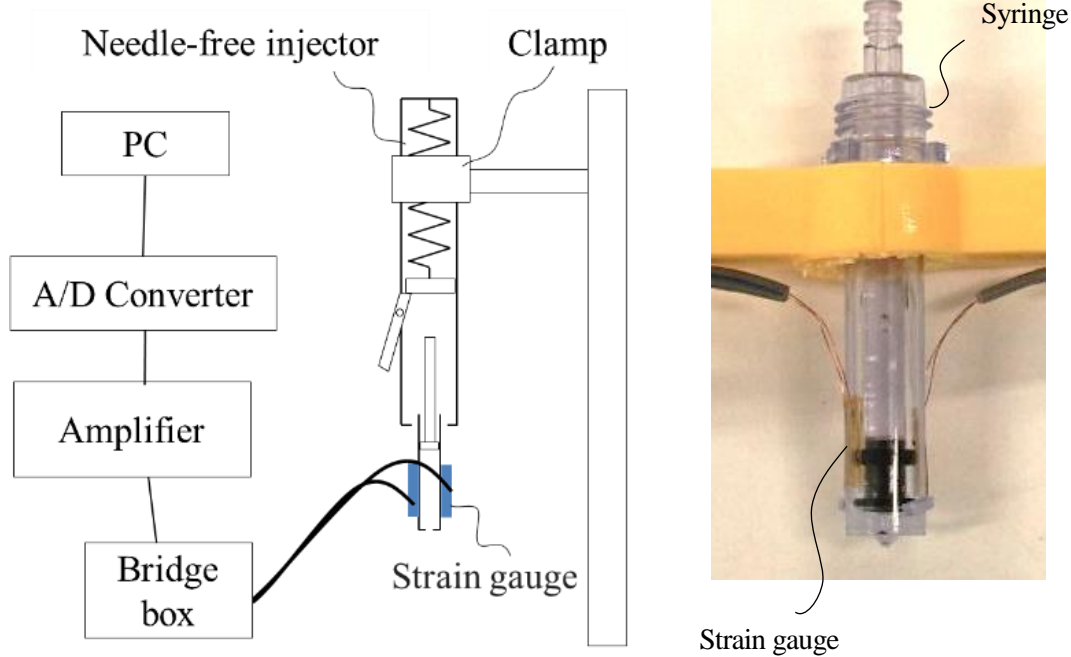 Needle-free injector
Clamp
PC
A/D Converter
Amplifier
Bridge
box
Strain gauge
Syringe
Strain gauge